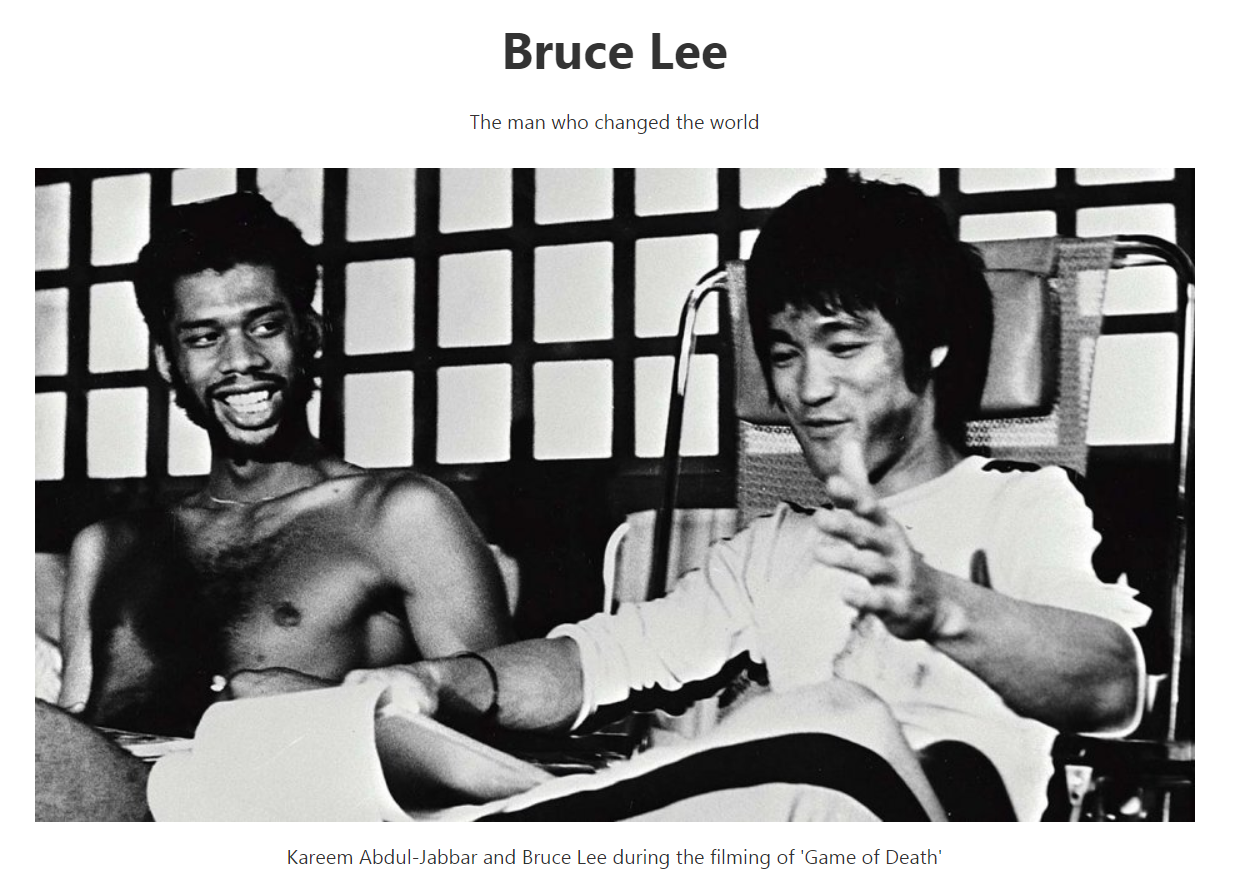 Bruce Lee
The man who changed the world
Kareem Abdul-Jabbar and Bruce Lee during the filming of 'Game of Death'